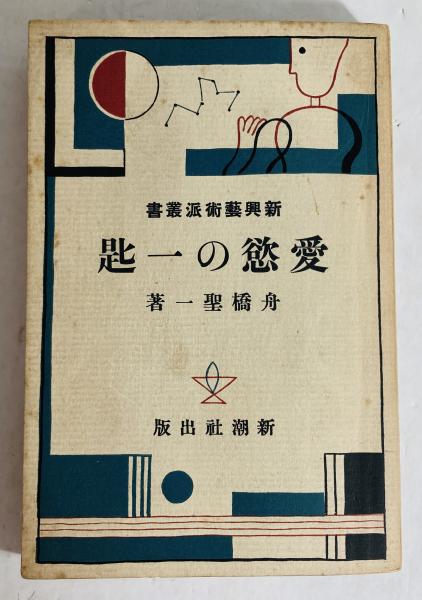 新興藝術派叢書
愛慾の一匙
舟橋聖一著
新潮社出版